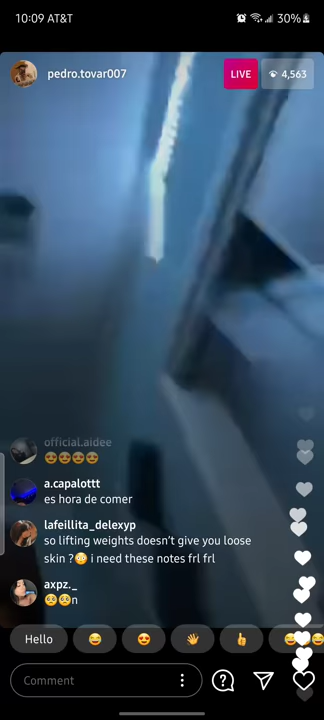 10:09 AT&T 30%
pedro.tovar007 LIVE 4,563
official.aidee
😍😍😍😍
a.capalottt
es hora de comer
lafeillita_delexyp
so lifting weights doesn't give you loose
skin ?😳 i need these notes frl frl
axpz._
🥺🥺n
Hello 😂 😍 👋 👍
Comment